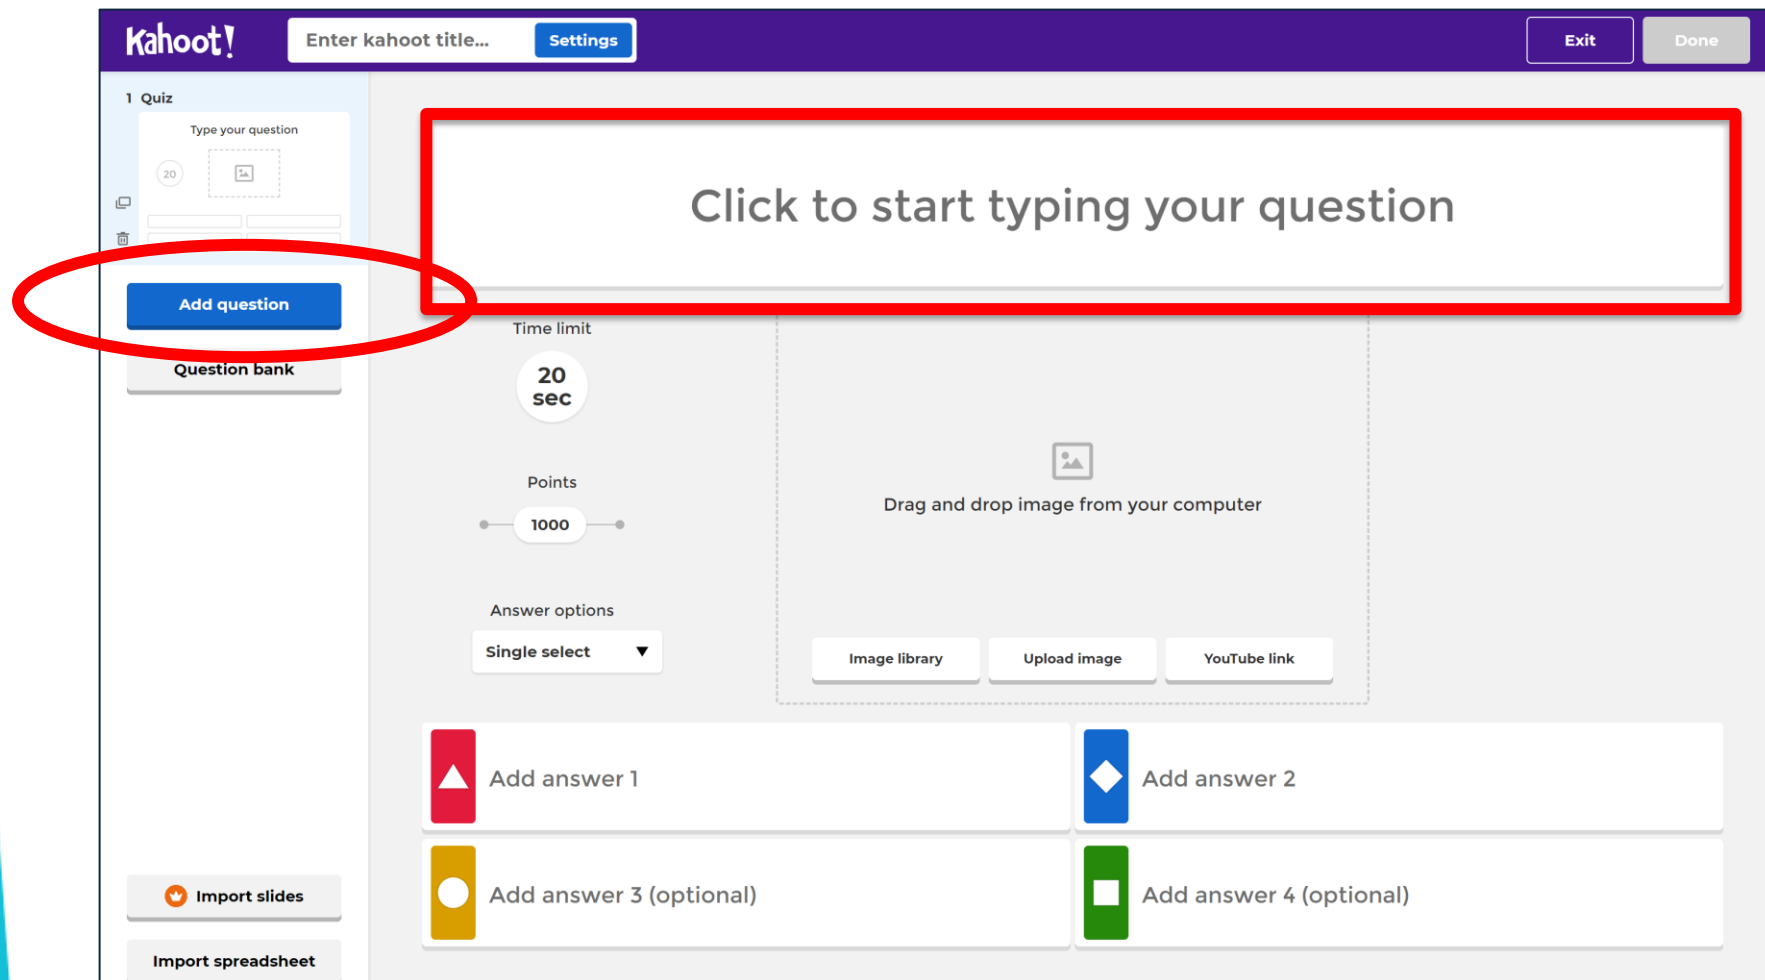 Kahoot!
Enter kahoot title...
Settings
Exit
Done
1 Quiz
Type your question
20
Add question
Question bank
Click to start typing your question
Time limit
20
sec
Points
1000
Answer options
Single select
Drag and drop image from your computer
Image library
Upload image
YouTube link
Add answer 1
Add answer 2
Add answer 3 (optional)
Add answer 4 (optional)
Import slides
Import spreadsheet